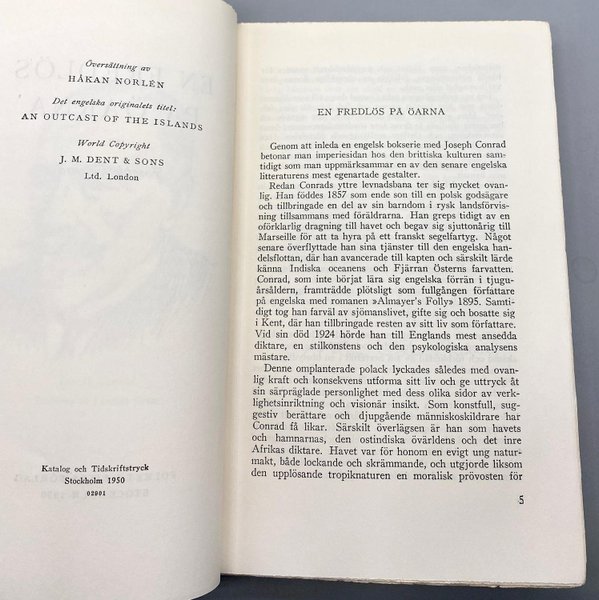 Översättning av
HÅKAN NORLÉN
Det engelska originalets titel:
AN OUTCAST OF THE ISLANDS
World Copyright
J. M. DENT & SONS
Ltd. London
Katalog och Tidskriftstryck
Stockholm 1950
02901
EN FREDLÖS PÅ ÖARNA
Genom att inleda en engelsk bokserie med Joseph Conrad
betonar man imperiesidan hos den brittiska kulturen sam-
tidigt som man uppmärksammar en av den senare engelska
litteraturens mest egenartade gestalter.
Redan Conrads yttre levnadsbana ter sig mycket ovan-
lig. Han föddes 1857 som ende son till en polsk godsägare
och tillbringade en del av sin barndom i rysk landsförvis-
ning tillsammans med föräldrarna. Han greps tidigt av en
oförklarlig dragning till havet och begav sig sjuttonårig till
Marseille för att ta hyra på ett franskt segelfartyg. Något
senare överflyttade han sina tjänster till den engelska han-
delsflottan, där han avancerade till kapten och särskilt lärde
känna Indiska oceanens och Fjärran Österns farvatten.
Conrad, som inte börjat lära sig engelska förrän i tjugu-
årsåldern, framträdde plötsligt som fullgången författare
på engelska med romanen »Almayer's Folly» 1895. Samti-
digt tog han farväl av sjömanslivet, gifte sig och bosatte sig
i Kent, där han tillbringade resten av sitt liv som författare.
Vid sin död 1924 hörde han till Englands mest ansedda
diktare, en stilkonstens och den psykologiska analysens
mästare.
Denne omplanterade polack lyckades således med ovan-
lig kraft och konsekvens utforma sitt liv och ge uttryck åt
sin särpräglade personlighet med dess olika sidor av verk-
lighetsinriktning och visionär insikt. Som konstfull, sug-
gestiv berättare och djupgående människoskildrare har
Conrad få likar. Särskilt överlägsen är han som havets
och hamnarnas, den ostindiska övärldens och det inre
Afrikas diktare. Havet var för honom en evigt ung natur-
makt, både lockande och skrämmande, och utgjorde liksom
den upplösande tropiknaturen en moralisk prövosten för
5